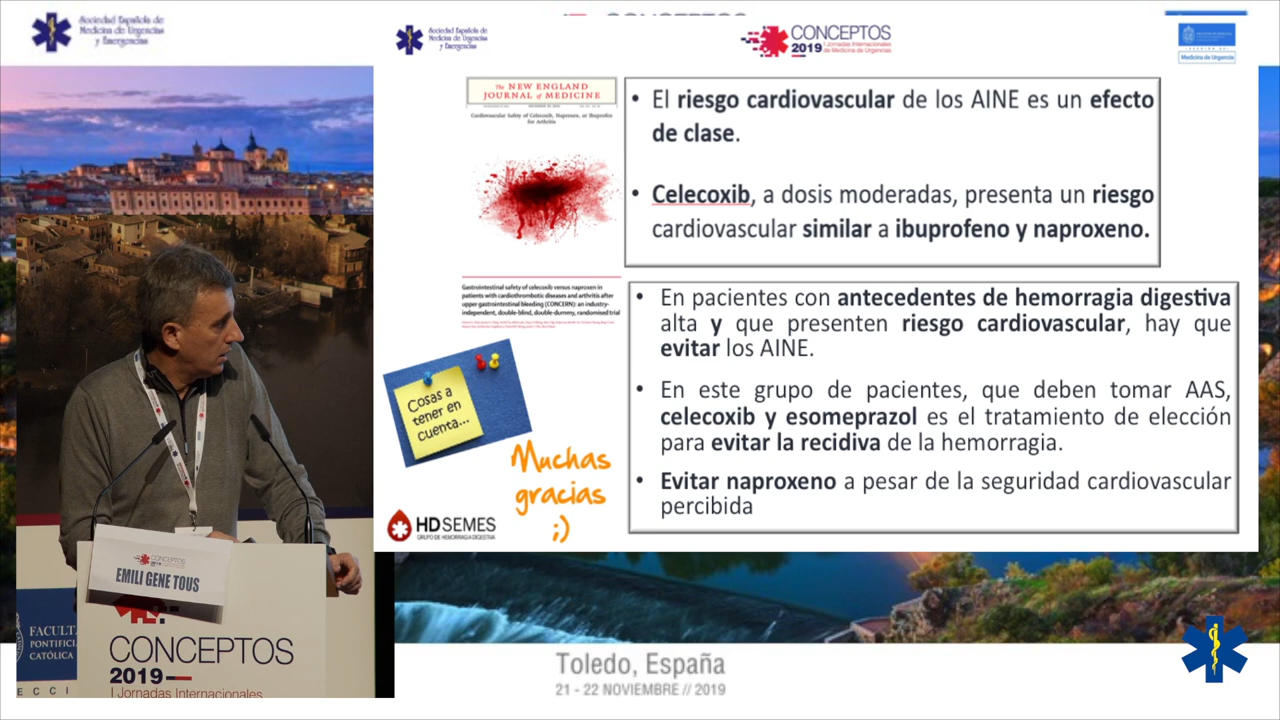 Sociedad Española de
Medicina de Urgencias
y Emergencias
Sociedad Española de
Medicina de Urgencias
y Emergencias
CONCEPTOS
2019
I Jornadas Internacionales
de Medicina de Urgencias
Medicina de Urgencia
The NEW ENGLAND
JOURNAL of MEDICINE
Cardiovascular Safety of Celecoxib, Naproxen, or Ibuprofen
for Arthritis
• El riesgo cardiovascular de los AINE es un efecto
de clase.
• Celecoxib, a dosis moderadas, presenta un riesgo
cardiovascular similar a ibuprofeno y naproxeno.
Gastrointestinal safety of celecoxib versus naproxen in
patients with cardiothrombotic diseases and arthritis after
upper gastrointestinal bleeding (CONCERN): an industry-
independent, double-blind, double-dummy, randomised trial
• En pacientes con antecedentes de hemorragia digestiva
alta y que presenten riesgo cardiovascular, hay que
evitar los AINE.
• En este grupo de pacientes, que deben tomar AAS,
celecoxib y esomeprazol es el tratamiento de elección
para evitar la recidiva de la hemorragia.
• Evitar naproxeno a pesar de la seguridad cardiovascular
percibida
Cosas a
tener en
cuenta...
Muchas
gracias
;)
HD SEMES
GRUPO DE HEMORRAGIA DIGESTIVA
CONCEPTOS
2019
EMILI GENE TOUS
FACULT
PONTIFIC
CATÓLICA
ECCI
CONCEPTOS
2019
I Jornadas Internacionales
Toledo, España
21 - 22 NOVIEMBRE // 2019